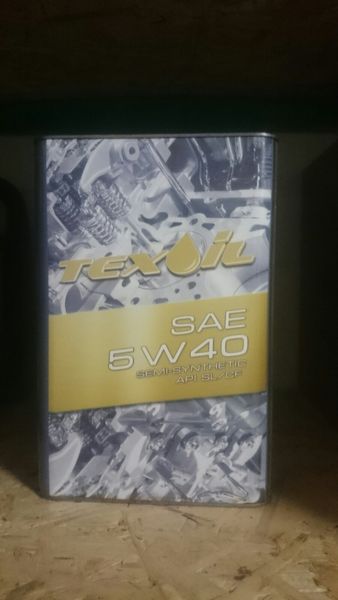 TEXOIL
SAE
5W40
SEMI-SYNTHETIC
API SL/CF